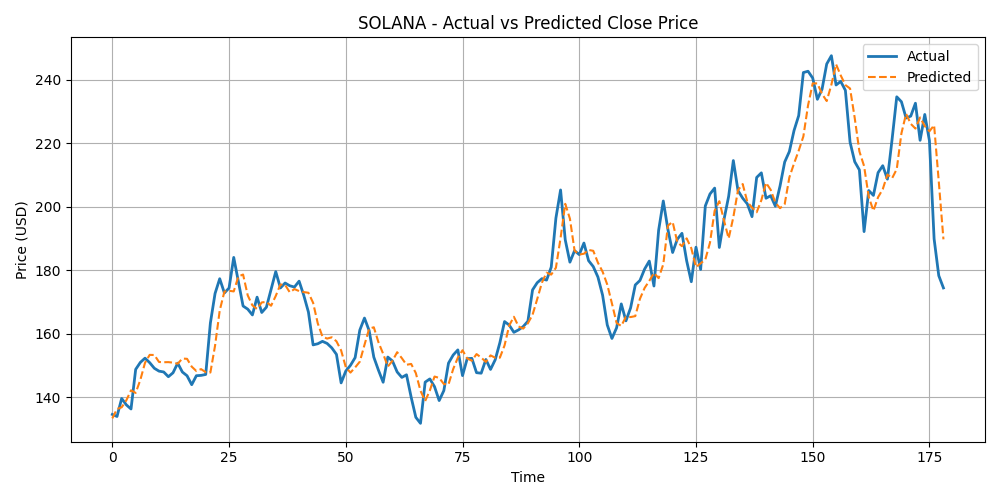 SOLANA - Actual vs Predicted Close Price
Actual
Predicted
Price (USD)
240
220
200
180
160
140
0 25 50 75 100 125 150 175
Time